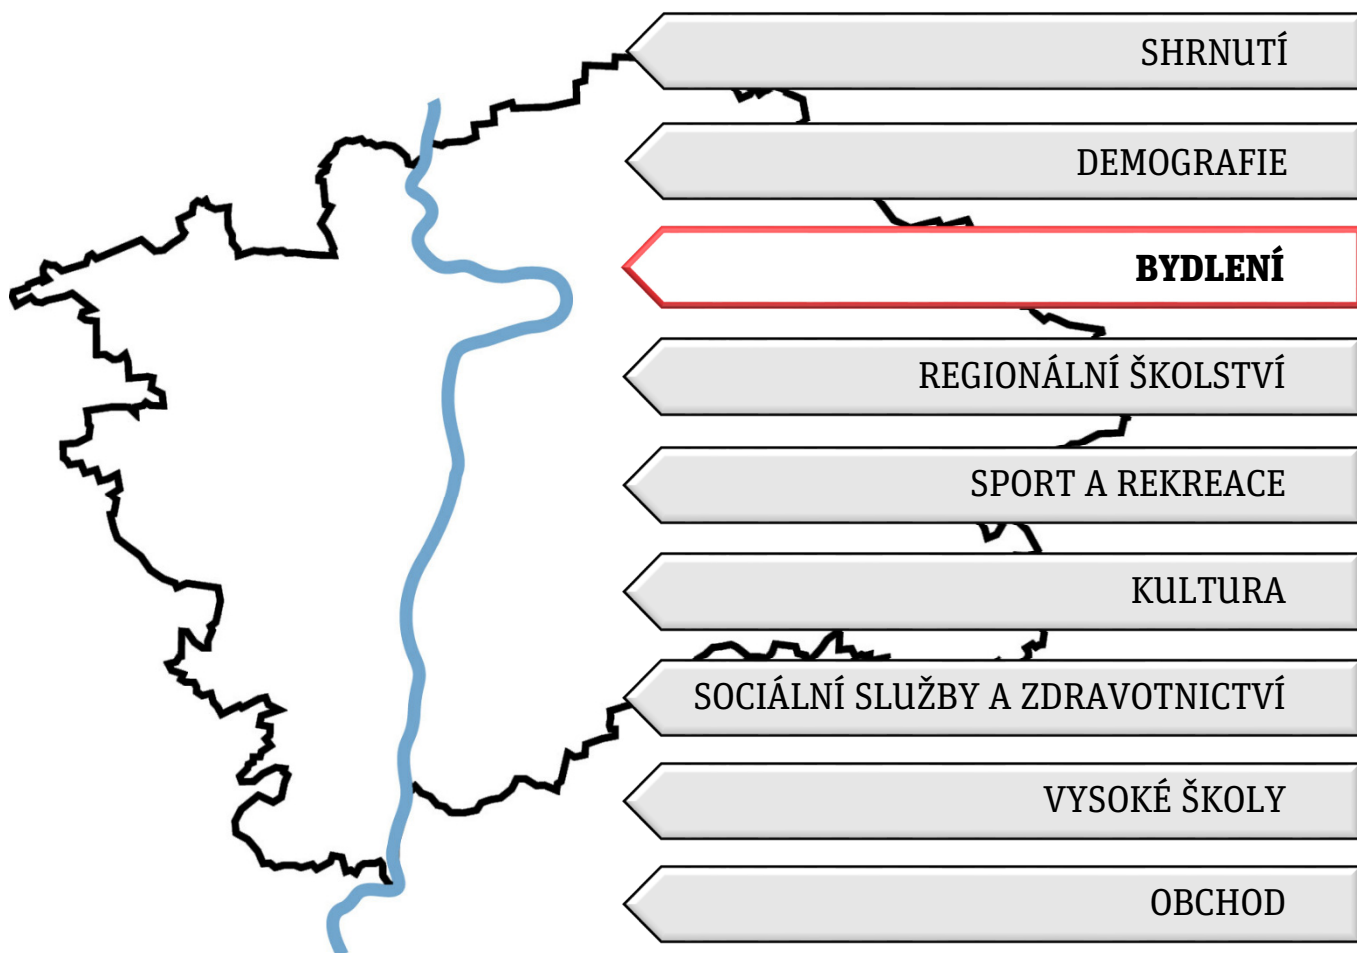 SHRNUTÍ
DEMOGRAFIE
BYDLENÍ
REGIONÁLNÍ ŠKOLSTVÍ
SPORT A REKREACE
KULTURA
SOCIÁLNÍ SLUŽBY A ZDRAVOTNICTVÍ
VYSOKÉ ŠKOLY
OBCHOD